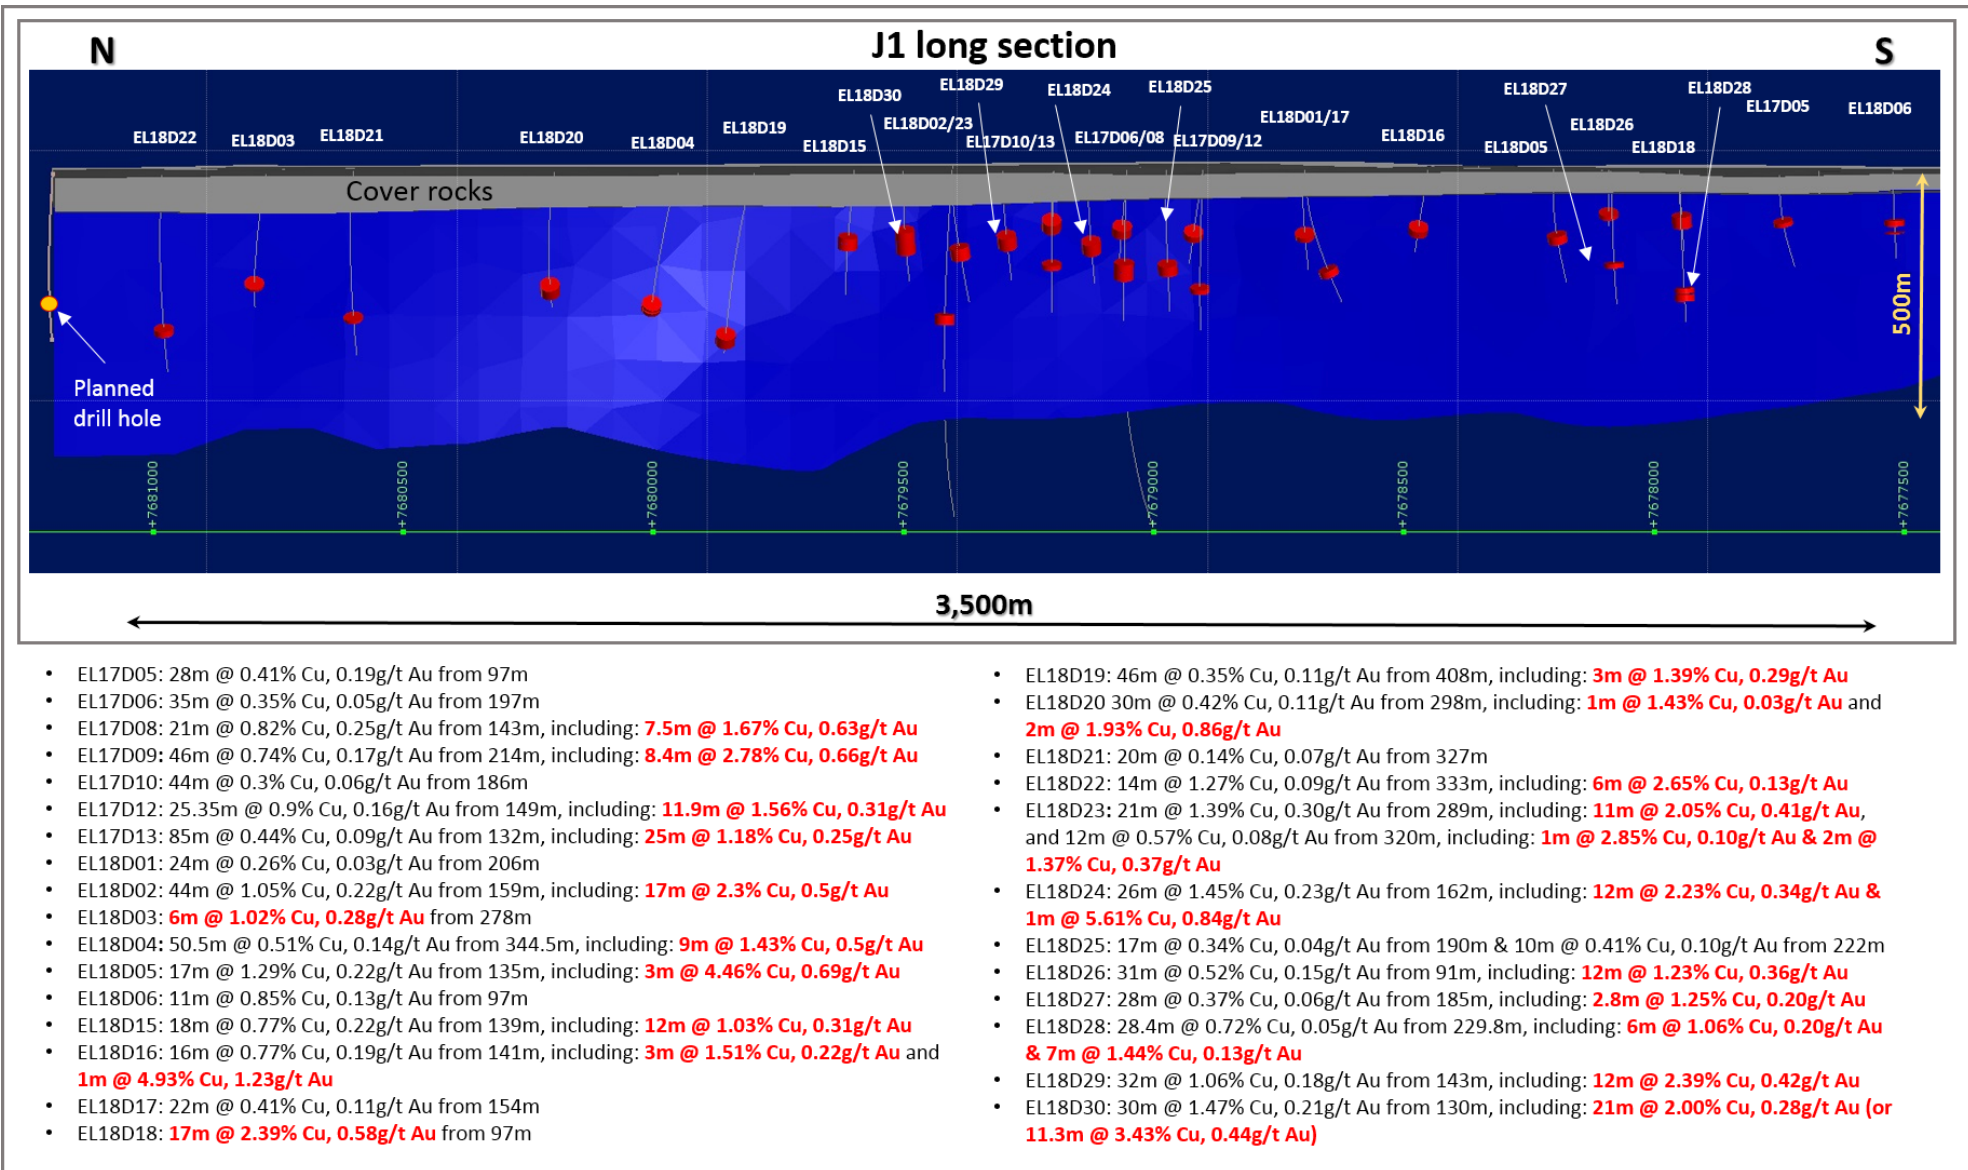 N
J1 long section
S
EL18D22
EL18D03
EL18D21
EL18D20
EL18D04
EL18D19
EL18D15
EL18D30
EL18D02/23
EL18D29
EL17D10/13
EL18D24
EL17D06/08
EL18D25
EL17D09/12
EL18D01/17
EL18D16
EL18D05
EL18D27
EL18D26
EL18D18
EL18D28
EL17D05
EL18D06
Cover rocks
500m
Planned
drill hole
+7681000
+7680500
+7680000
+7679500
+7679000
+7678500
+7678000
+7677500
3,500m
• EL17D05: 28m @ 0.41% Cu, 0.19g/t Au from 97m
• EL17D06: 35m @ 0.35% Cu, 0.05g/t Au from 197m
• EL17D08: 21m @ 0.82% Cu, 0.25g/t Au from 143m, including: 7.5m @ 1.67% Cu, 0.63g/t Au
• EL17D09: 46m @ 0.74% Cu, 0.17g/t Au from 214m, including: 8.4m @ 2.78% Cu, 0.66g/t Au
• EL17D10: 44m @ 0.3% Cu, 0.06g/t Au from 186m
• EL17D12: 25.35m @ 0.9% Cu, 0.16g/t Au from 149m, including: 11.9m @ 1.56% Cu, 0.31g/t Au
• EL17D13: 85m @ 0.44% Cu, 0.09g/t Au from 132m, including: 25m @ 1.18% Cu, 0.25g/t Au
• EL18D01: 24m @ 0.26% Cu, 0.03g/t Au from 206m
• EL18D02: 44m @ 1.05% Cu, 0.22g/t Au from 159m, including: 17m @ 2.3% Cu, 0.5g/t Au
• EL18D03: 6m @ 1.02% Cu, 0.28g/t Au from 278m
• EL18D04: 50.5m @ 0.51% Cu, 0.14g/t Au from 344.5m, including: 9m @ 1.43% Cu, 0.5g/t Au
• EL18D05: 17m @ 1.29% Cu, 0.22g/t Au from 135m, including: 3m @ 4.46% Cu, 0.69g/t Au
• EL18D06: 11m @ 0.85% Cu, 0.13g/t Au from 97m
• EL18D15: 18m @ 0.77% Cu, 0.22g/t Au from 139m, including: 12m @ 1.03% Cu, 0.31g/t Au
• EL18D16: 16m @ 0.77% Cu, 0.19g/t Au from 141m, including: 3m @ 1.51% Cu, 0.22g/t Au and
1m @ 4.93% Cu, 1.23g/t Au
• EL18D17: 22m @ 0.41% Cu, 0.11g/t Au from 154m
• EL18D18: 17m @ 2.39% Cu, 0.58g/t Au from 97m
• EL18D19: 46m @ 0.35% Cu, 0.11g/t Au from 408m, including: 3m @ 1.39% Cu, 0.29g/t Au
• EL18D20 30m @ 0.42% Cu, 0.11g/t Au from 298m, including: 1m @ 1.43% Cu, 0.03g/t Au and
2m @ 1.93% Cu, 0.86g/t Au
• EL18D21: 20m @ 0.14% Cu, 0.07g/t Au from 327m
• EL18D22: 14m @ 1.27% Cu, 0.09g/t Au from 333m, including: 6m @ 2.65% Cu, 0.13g/t Au
• EL18D23: 21m @ 1.39% Cu, 0.30g/t Au from 289m, including: 11m @ 2.05% Cu, 0.41g/t Au,
and 12m @ 0.57% Cu, 0.08g/t Au from 320m, including: 1m @ 2.85% Cu, 0.10g/t Au & 2m @
1.37% Cu, 0.37g/t Au
• EL18D24: 26m @ 1.45% Cu, 0.23g/t Au from 162m, including: 12m @ 2.23% Cu, 0.34g/t Au &
1m @ 5.61% Cu, 0.84g/t Au
• EL18D25: 17m @ 0.34% Cu, 0.04g/t Au from 190m & 10m @ 0.41% Cu, 0.10g/t Au from 222m
• EL18D26: 31m @ 0.52% Cu, 0.15g/t Au from 91m, including: 12m @ 1.23% Cu, 0.36g/t Au
• EL18D27: 28m @ 0.37% Cu, 0.06g/t Au from 185m, including: 2.8m @ 1.25% Cu, 0.20g/t Au
• EL18D28: 28.4m @ 0.72% Cu, 0.05g/t Au from 229.8m, including: 6m @ 1.06% Cu, 0.20g/t Au
& 7m @ 1.44% Cu, 0.13g/t Au
• EL18D29: 32m @ 1.06% Cu, 0.18g/t Au from 143m, including: 12m @ 2.39% Cu, 0.42g/t Au
• EL18D30: 30m @ 1.47% Cu, 0.21g/t Au from 130m, including: 21m @ 2.00% Cu, 0.28g/t Au (or
11.3m @ 3.43% Cu, 0.44g/t Au)